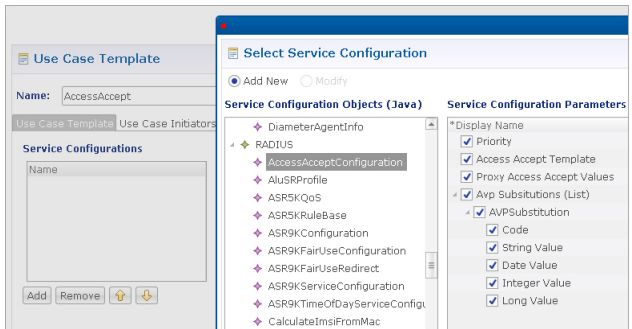 Use Case Template
Name: AccessAccept
Use Case Template Use Case Initiators
Service Configurations
Name
Add Remove
Select Service Configuration
Add New Modify
Service Configuration Objects (Java)
DiameterAgentInfo
RADIUS
AccessAcceptConfiguration
AluSRProfile
ASR5KQoS
ASR5KRuleBase
ASR9KConfiguration
ASR9KFairUseConfiguration
ASR9KFairUseRedirect
ASR9KServiceConfiguration
ASR9KTimeOfDayServiceConfigu
CalculateImsiFromMac
Service Configuration Parameters
*Display Name
Priority
Access Accept Template
Proxy Access Accept Values
Avp Subsitutions (List)
AVPSubstitution
Code
String Value
Date Value
Integer Value
Long Value